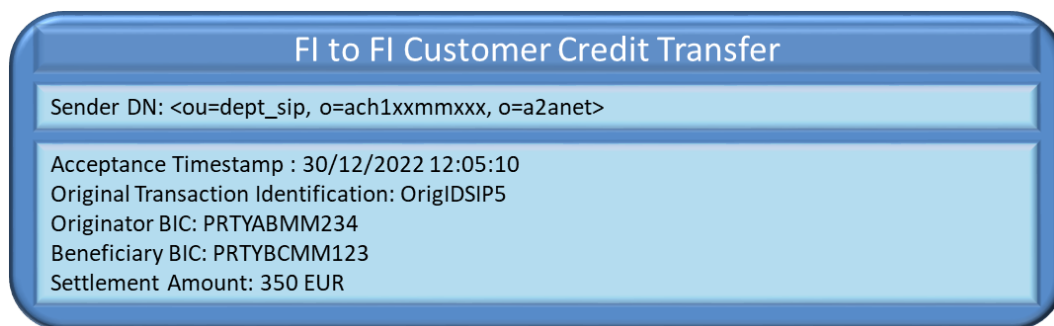 FI to FI Customer Credit Transfer
Sender DN: <ou=dept_sip, o=ach1xxmmxxx, o=a2anet>
Acceptance Timestamp : 30/12/2022 12:05:10
Original Transaction Identification: OrigIDSIP5
Originator BIC: PRTYABMM234
Beneficiary BIC: PRTYBCMM123
Settlement Amount: 350 EUR